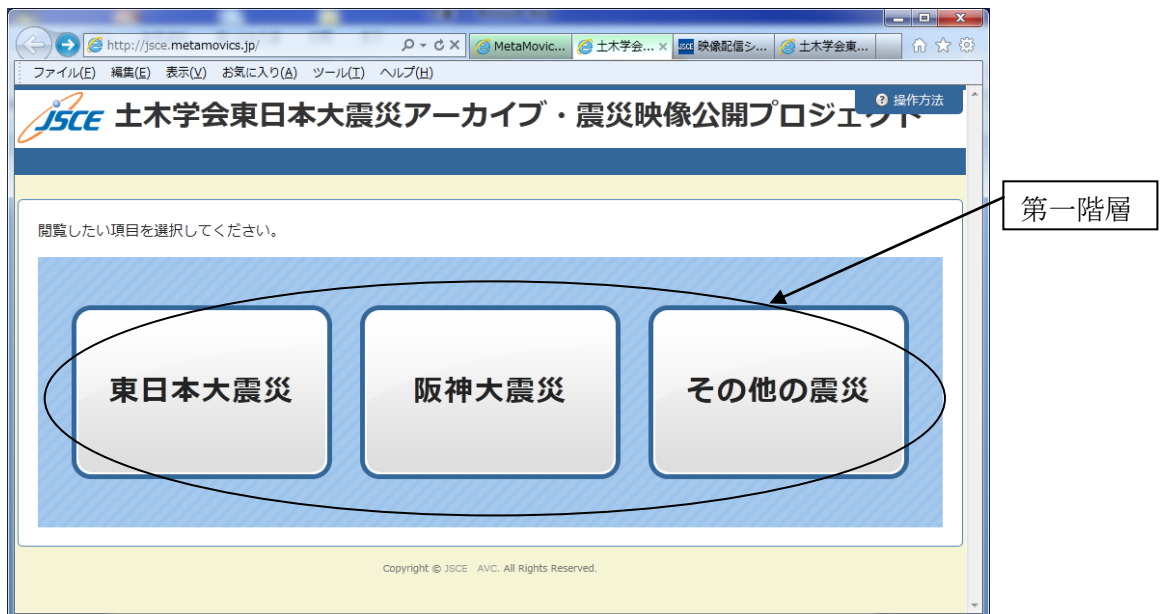 http://jsce.metamovics.jp/
MetaMovic...
土木学会...
JSCE 映像配信シ...
土木学会東...
ファイル(F) 編集(E) 表示(V) お気に入り(A) ツール(T) ヘルプ(H)
JSCE 土木学会東日本大震災アーカイブ・震災映像公開プロジェクト
操作方法
第一階層
閲覧したい項目を選択してください。
東日本大震災
阪神大震災
その他の震災
Copyright © JSCE AVC. All Rights Reserved.